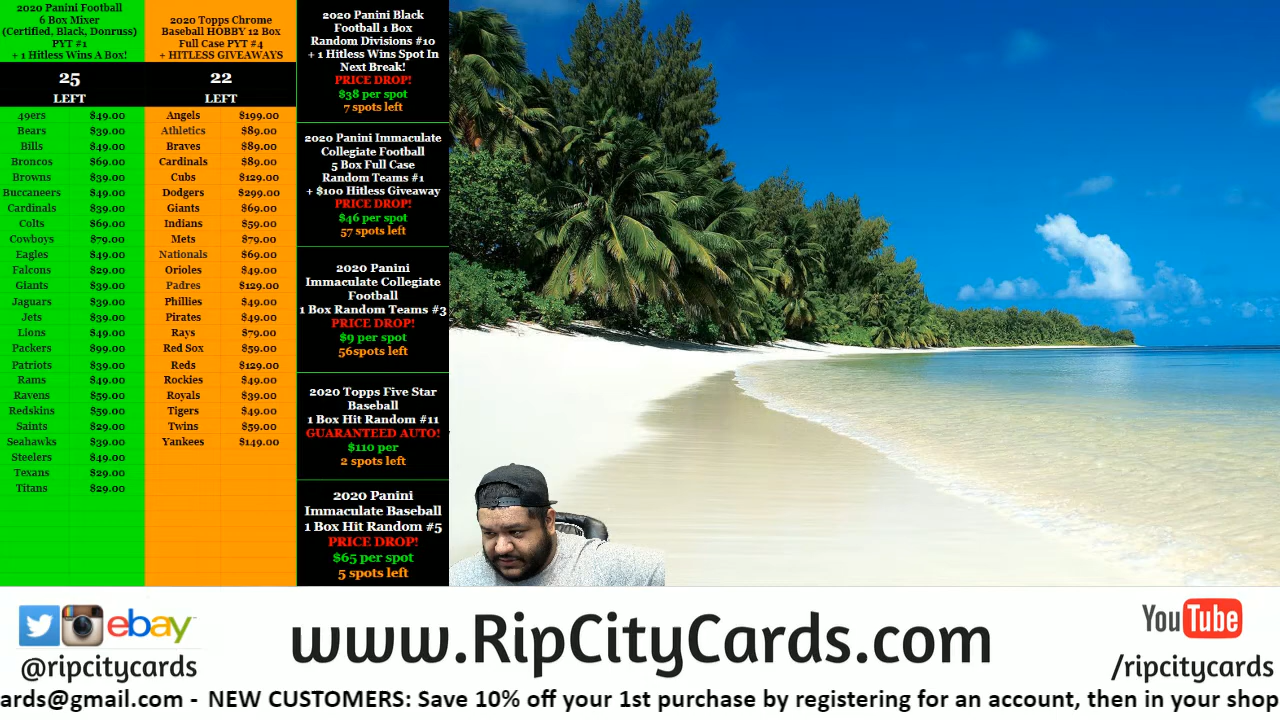 2020 Panini Football
6 Box Mixer
(Certified, Black, Donruss)
PYT #1
+ 1 Hitless Wins A Box!
25
LEFT
49ers $49.00
Bears $39.00
Bills $49.00
Broncos $69.00
Browns $39.00
Buccaneers $49.00
Cardinals $39.00
Colts $69.00
Cowboys $79.00
Eagles $49.00
Falcons $29.00
Giants $39.00
Jaguars $39.00
Jets $39.00
Lions $49.00
Packers $99.00
Patriots $39.00
Rams $49.00
Ravens $59.00
Redskins $59.00
Saints $29.00
Seahawks $39.00
Steelers $49.00
Texans $29.00
Titans $29.00
2020 Topps Chrome
Baseball HOBBY 12 Box
Full Case PYT #4
+ HITLESS GIVEAWAYS
22
LEFT
Angels $199.00
Athletics $89.00
Braves $89.00
Cardinals $89.00
Cubs $129.00
Dodgers $299.00
Giants $69.00
Indians $59.00
Mets $79.00
Nationals $69.00
Orioles $49.00
Padres $129.00
Phillies $49.00
Pirates $49.00
Rays $79.00
Red Sox $59.00
Reds $129.00
Rockies $49.00
Royals $39.00
Tigers $49.00
Twins $59.00
Yankees $149.00
2020 Panini Black
Football 1 Box
Random Divisions #10
+ 1 Hitless Wins Spot In
Next Break!
PRICE DROP!
$38 per spot
7 spots left
2020 Panini Immaculate
Collegiate Football
5 Box Full Case
Random Teams #1
+ $100 Hitless Giveaway
PRICE DROP!
$46 per spot
57 spots left
2020 Panini
Immaculate Collegiate
Football
1 Box Random Teams #3
PRICE DROP!
$9 per spot
56spots left
2020 Topps Five Star
Baseball
1 Box Hit Random #11
GUARANTEED AUTO!
$110 per
2 spots left
2020 Panini
Immaculate Baseball
1 Box Hit Random #5
PRICE DROP!
$65 per spot
5 spots left
ebay
@ripcitycards
www.RipCityCards.com
YouTube
/ripcitycards
ards@gmail.com - NEW CUSTOMERS: Save 10% off your 1st purchase by registering for an account, then in your shop